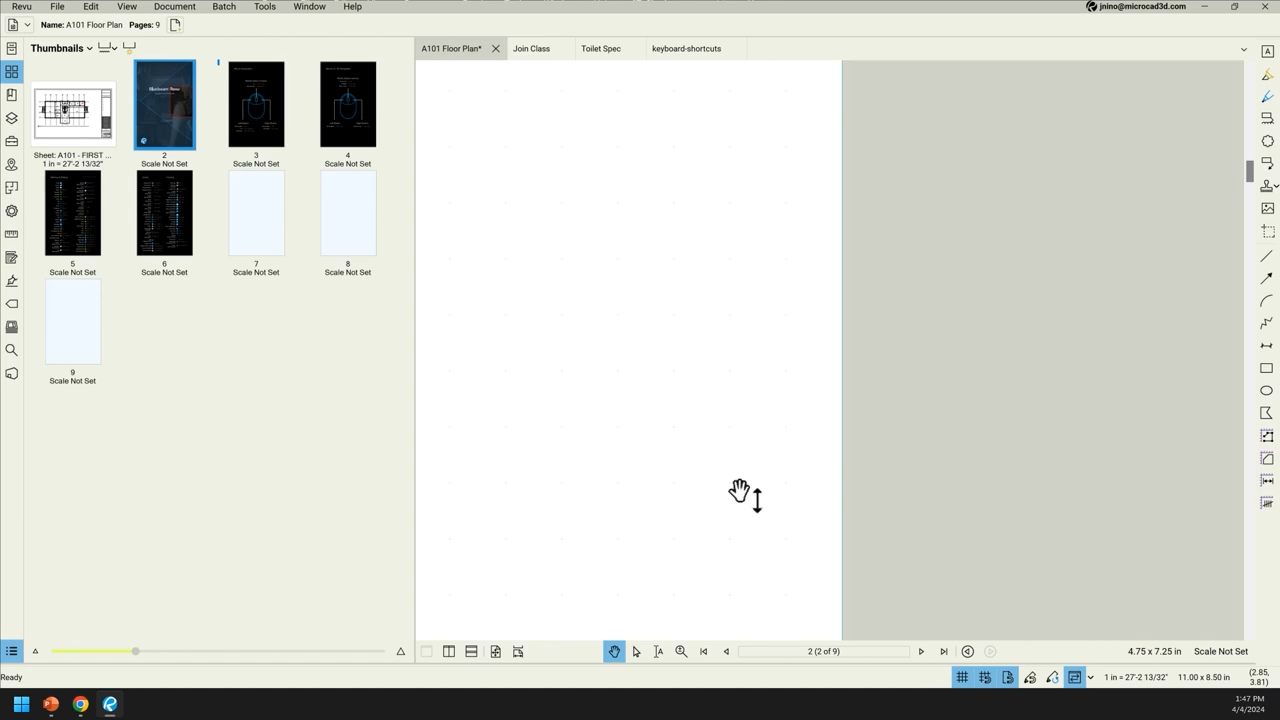 Revu File Edit View Document Batch Tools Window Help jnino@microcad3d.com
Name: A101 Floor Plan Pages: 9
Thumbnails A101 Floor Plan* Join Class Toilet Spec keyboard-shortcuts
Sheet: A101 - FIRST ...
1 in = 27'-2 13/32"
2
Scale Not Set
3
Scale Not Set
4
Scale Not Set
5
Scale Not Set
6
Scale Not Set
7
Scale Not Set
8
Scale Not Set
9
Scale Not Set
2 (2 of 9) 4.75 x 7.25 in Scale Not Set
Ready 1 in = 27'-2 13/32" 11.00 x 8.50 in (2.85, 3.81)
1:47 PM
4/4/2024